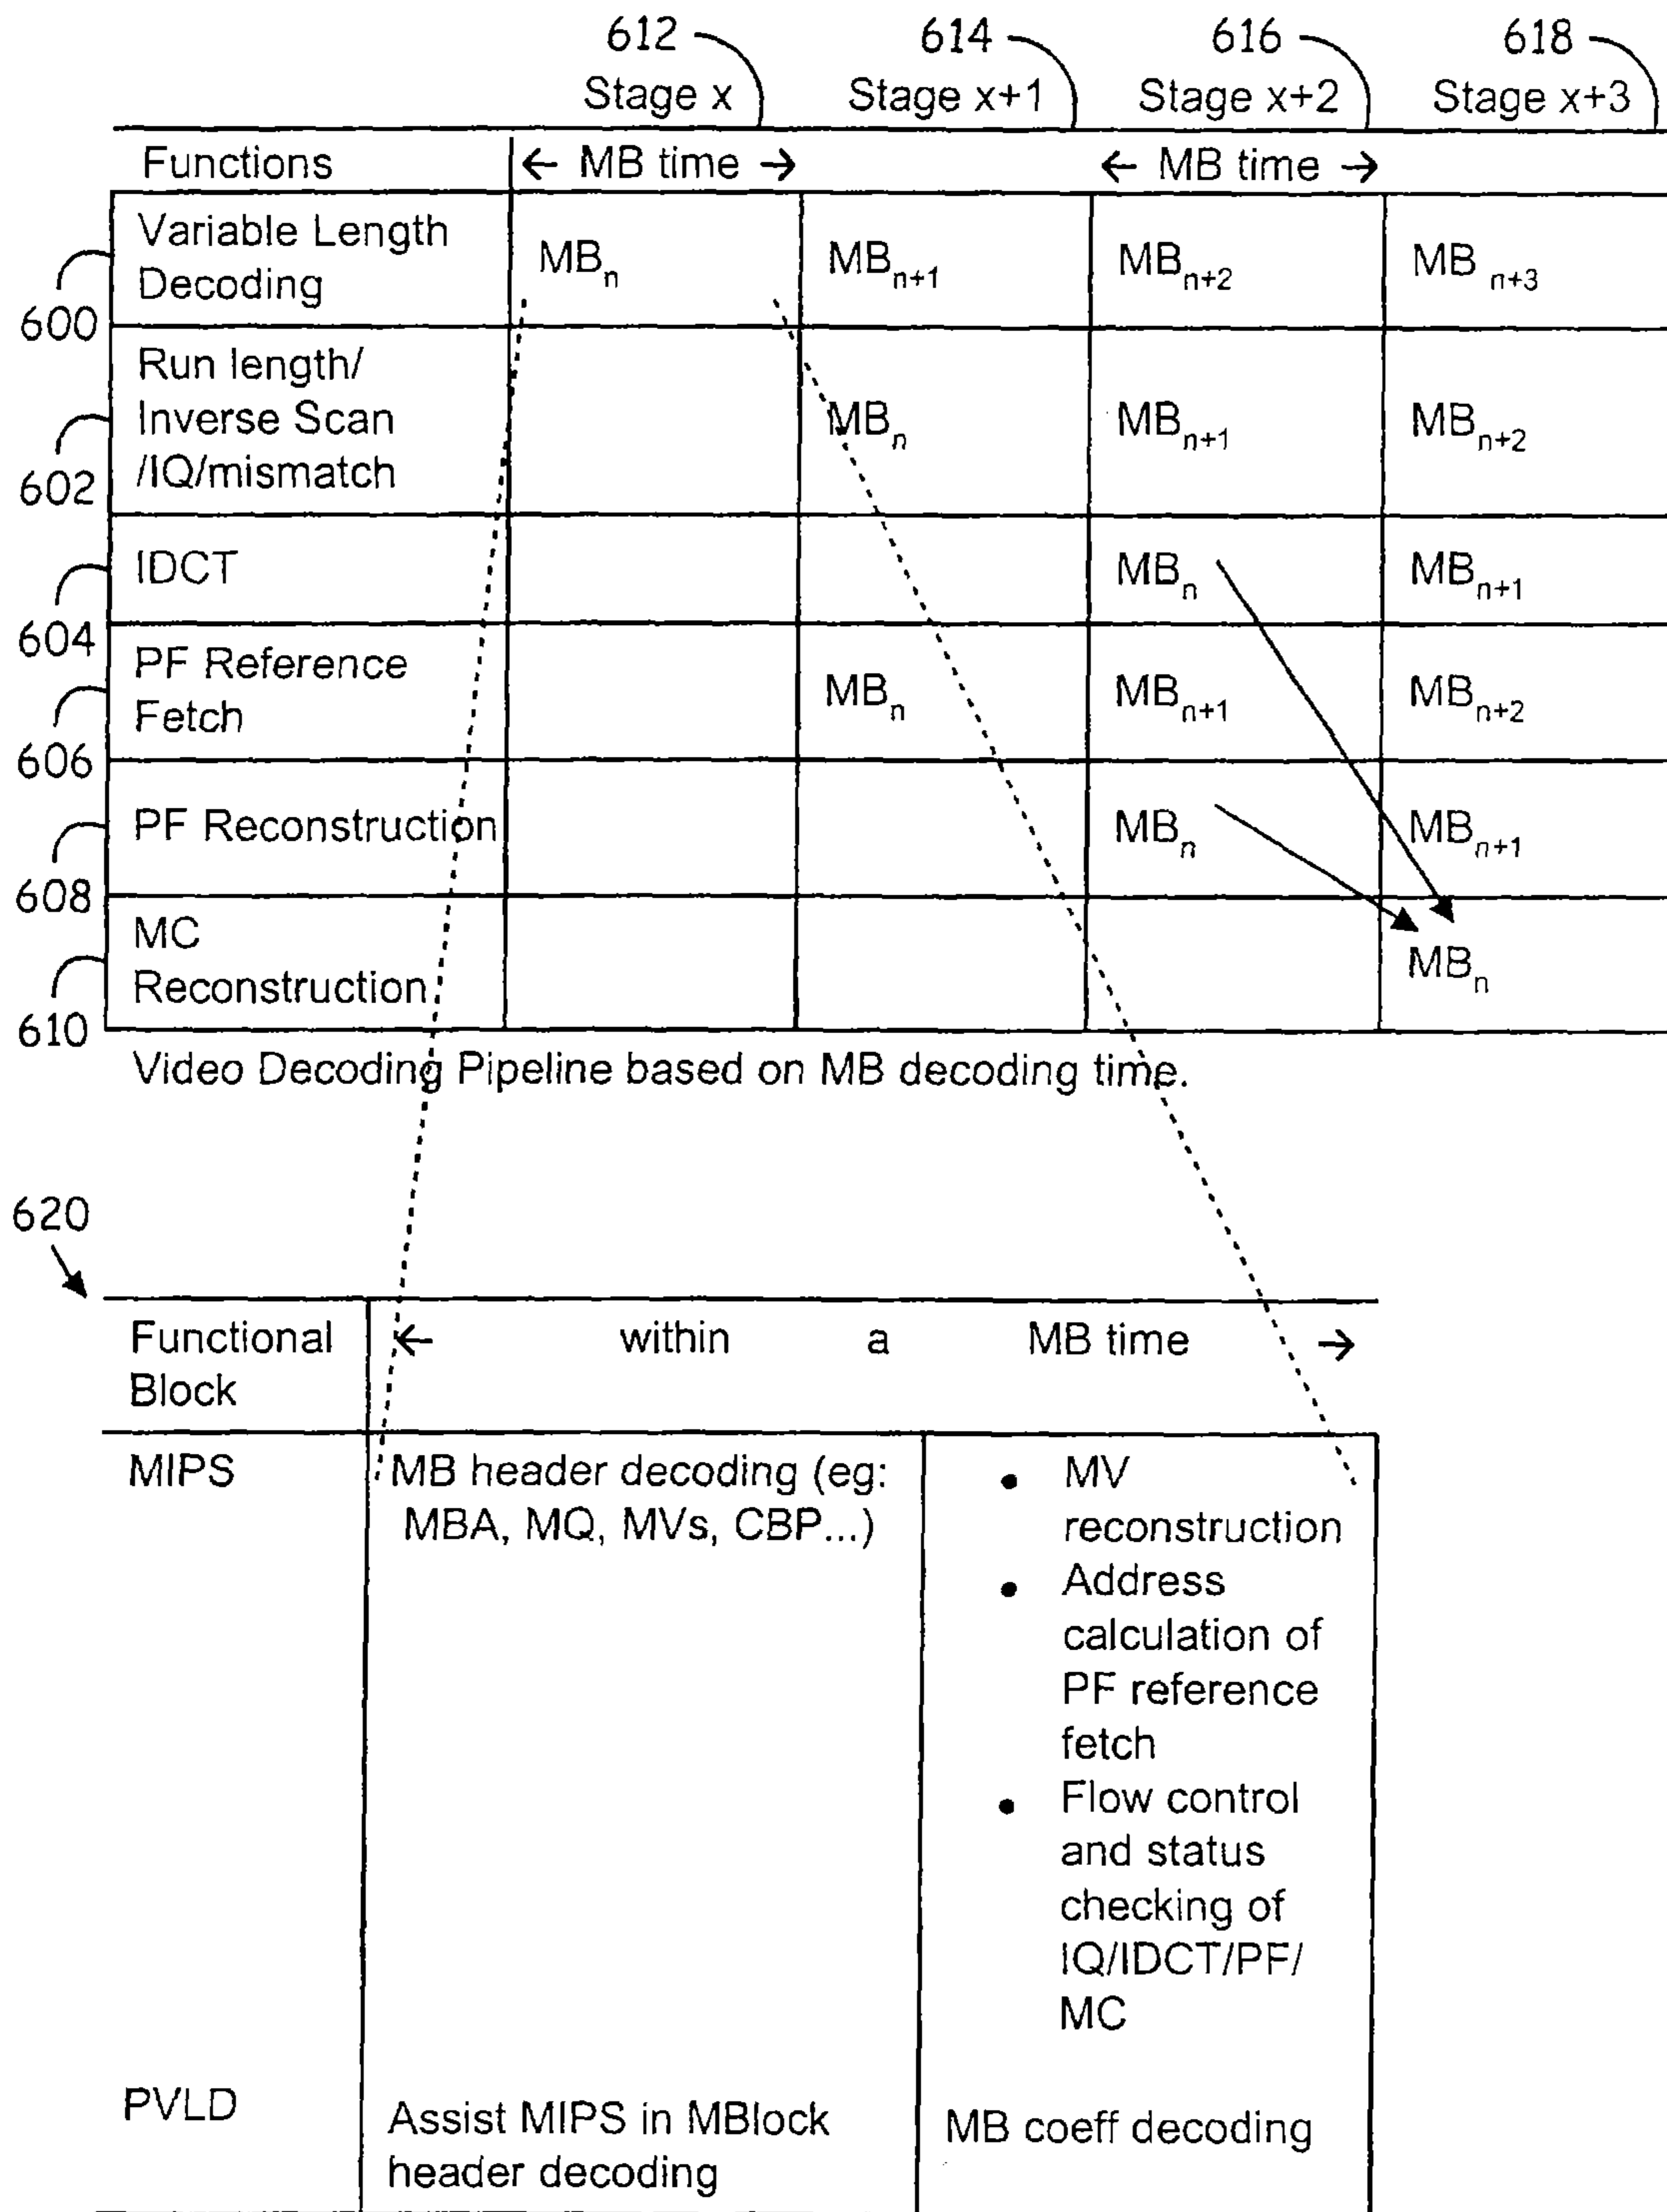 612 614 616 618
Stage x Stage x+1 Stage x+2 Stage x+3
Functions ← MB time → ← MB time →
Variable Length
Decoding
MBn MBn+1 MBn+2 MB n+3
600
Run length/
Inverse Scan
/IQ/mismatch
MBn MBn+1 MBn+2
602
IDCT MBn MBn+1
604
PF Reference
Fetch
MBn MBn+1 MBn+2
606
PF Reconstruction MBn MBn+1
608
MC
Reconstruction
MBn
610
Video Decoding Pipeline based on MB decoding time.
620
Functional
Block
← within a MB time →
MIPS
MB header decoding (eg:
MBA, MQ, MVs, CBP...)
• MV
reconstruction
• Address
calculation of
PF reference
fetch
• Flow control
and status
checking of
IQ/IDCT/PF/
MC
PVLD
Assist MIPS in MBlock
header decoding
MB coeff decoding